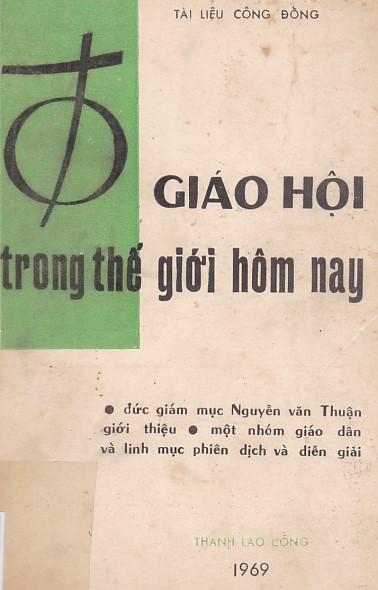 TÀI LIỆU CÔNG ĐỒNG
GIÁO HỘI
trong thế giới hôm nay
● đức giám mục Nguyễn văn Thuận
giới thiệu ● một nhóm giáo dân
và linh mục phiên dịch và diễn giải
THANH LAO CÔNG
1969